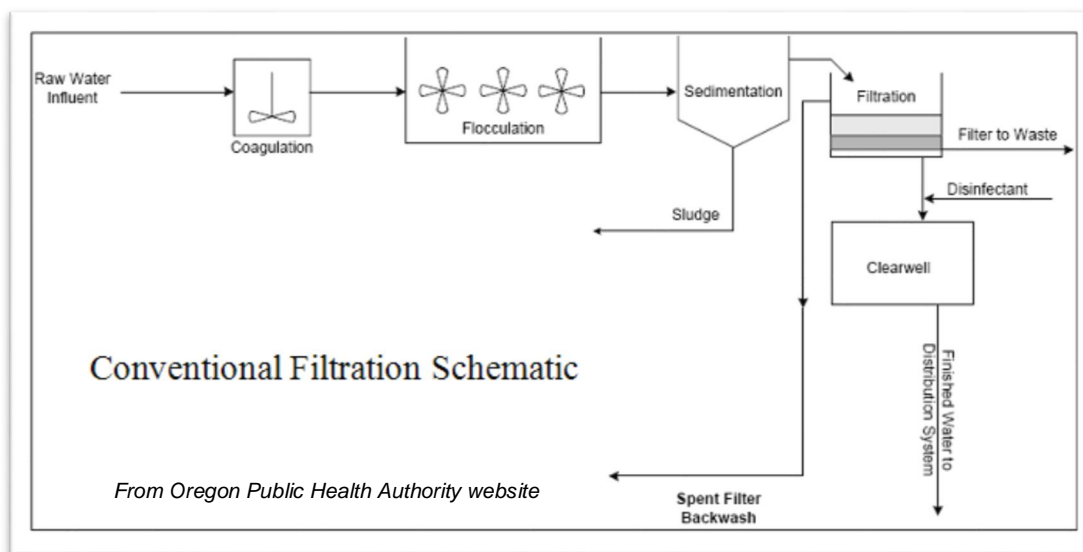 Raw Water
Influent
Coagulation
Flocculation
Sedimentation
Filtration
Filter to Waste
Disinfectant
Sludge
Clearwell
Conventional Filtration Schematic
Finished Water to
Distribution System
From Oregon Public Health Authority website
Spent Filter
Backwash